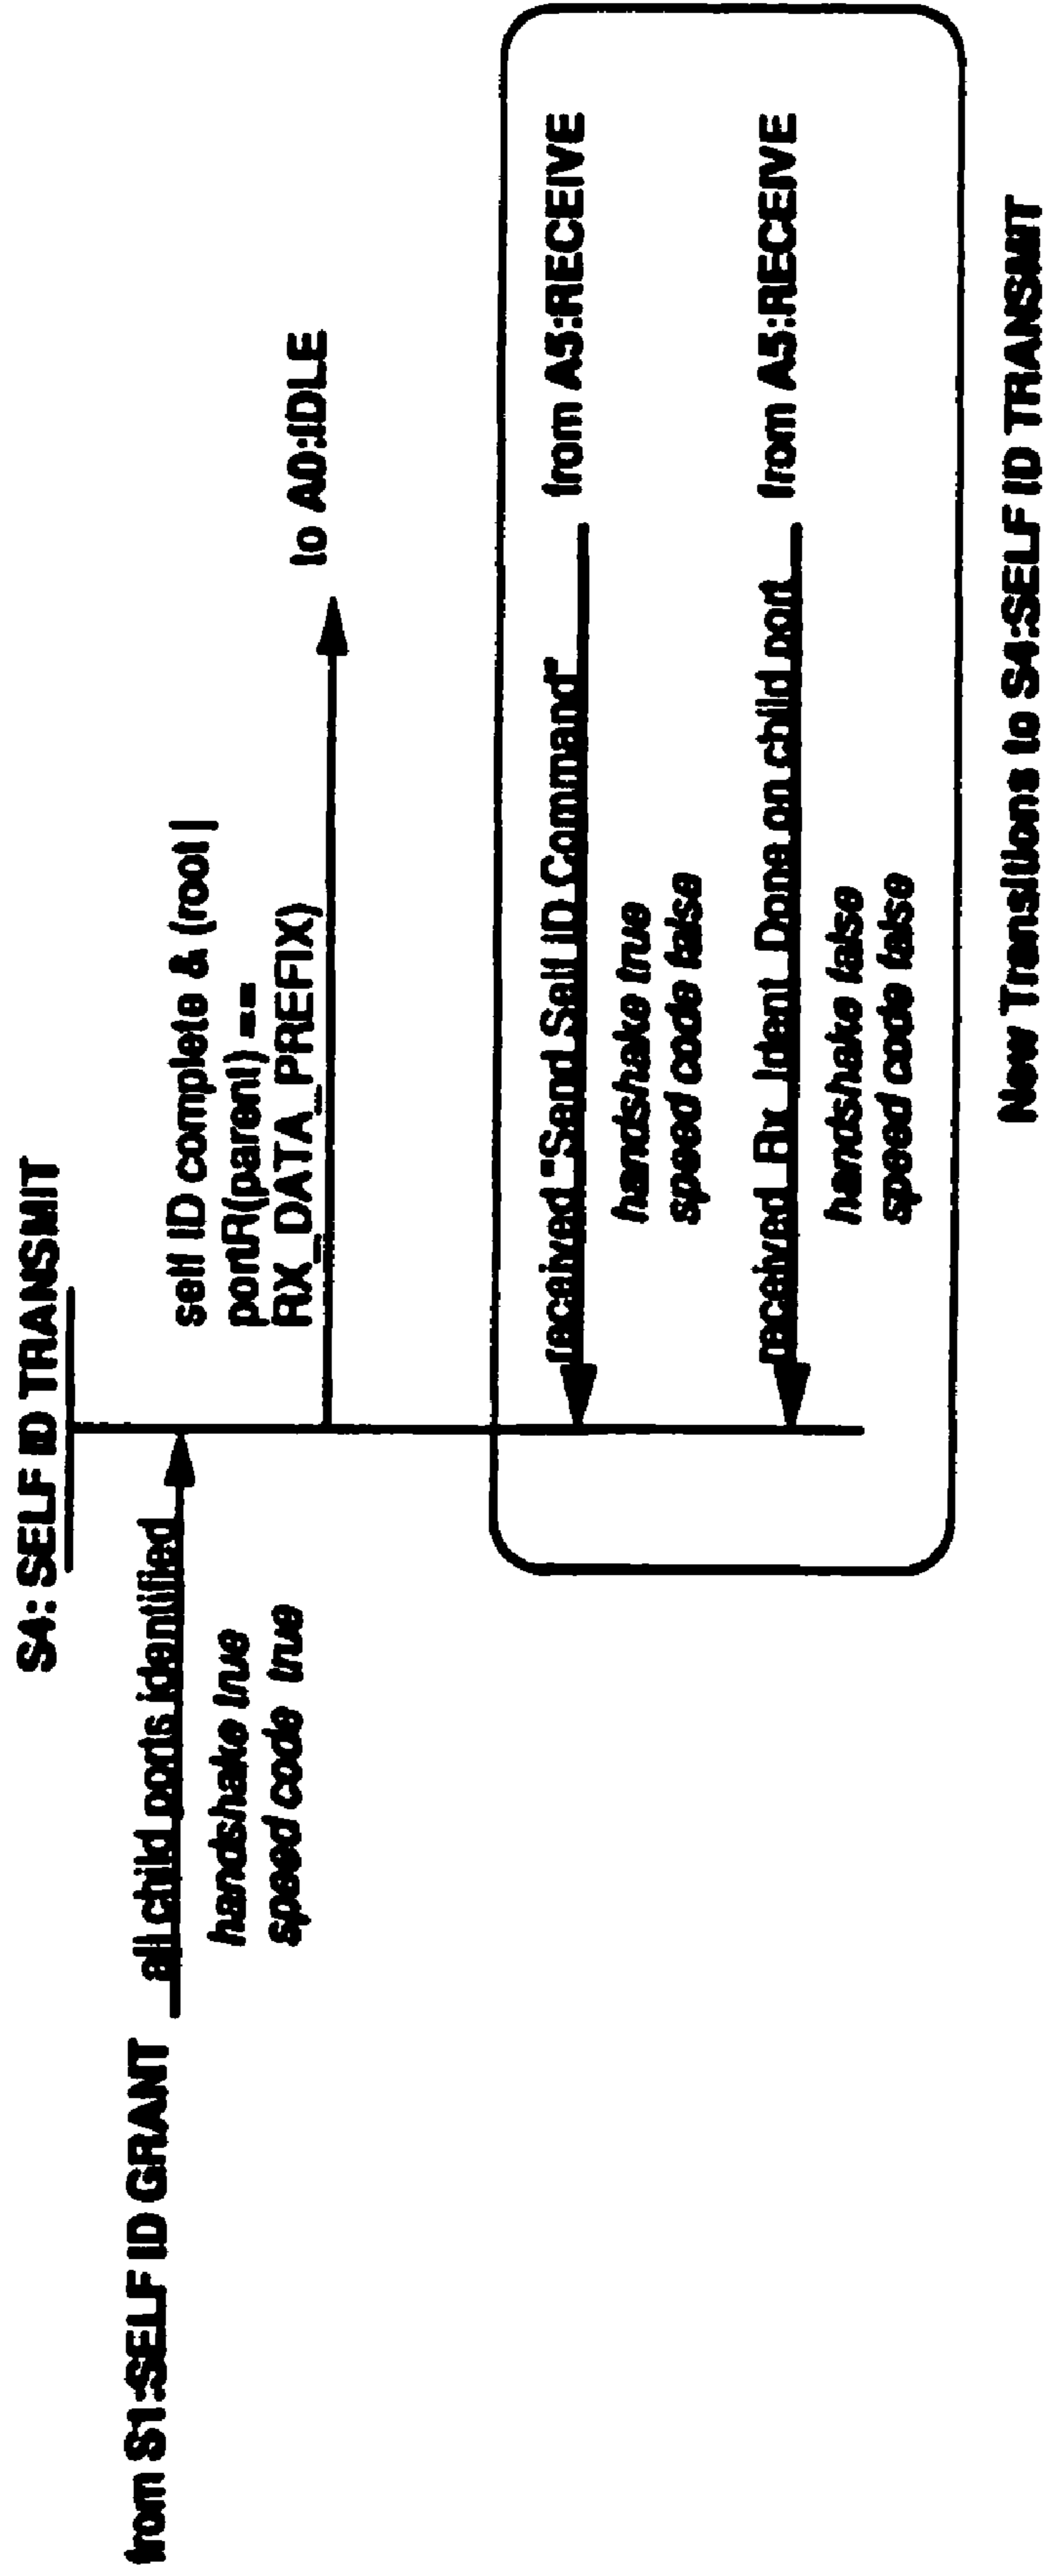 S4: SELF ID TRANSMIT
from S1:SELF ID GRANT
all child ports identified
handshake true
speed code true
self ID complete & (root |
portR(parent) ==
RX_DATA_PREFIX)
to A0:IDLE
received "Send Self ID Command"
from A5:RECEIVE
handshake true
speed code false
received Rx_Ident_Done on child port
from A5:RECEIVE
handshake false
speed code false
New Transitions to S4:SELF ID TRANSMIT